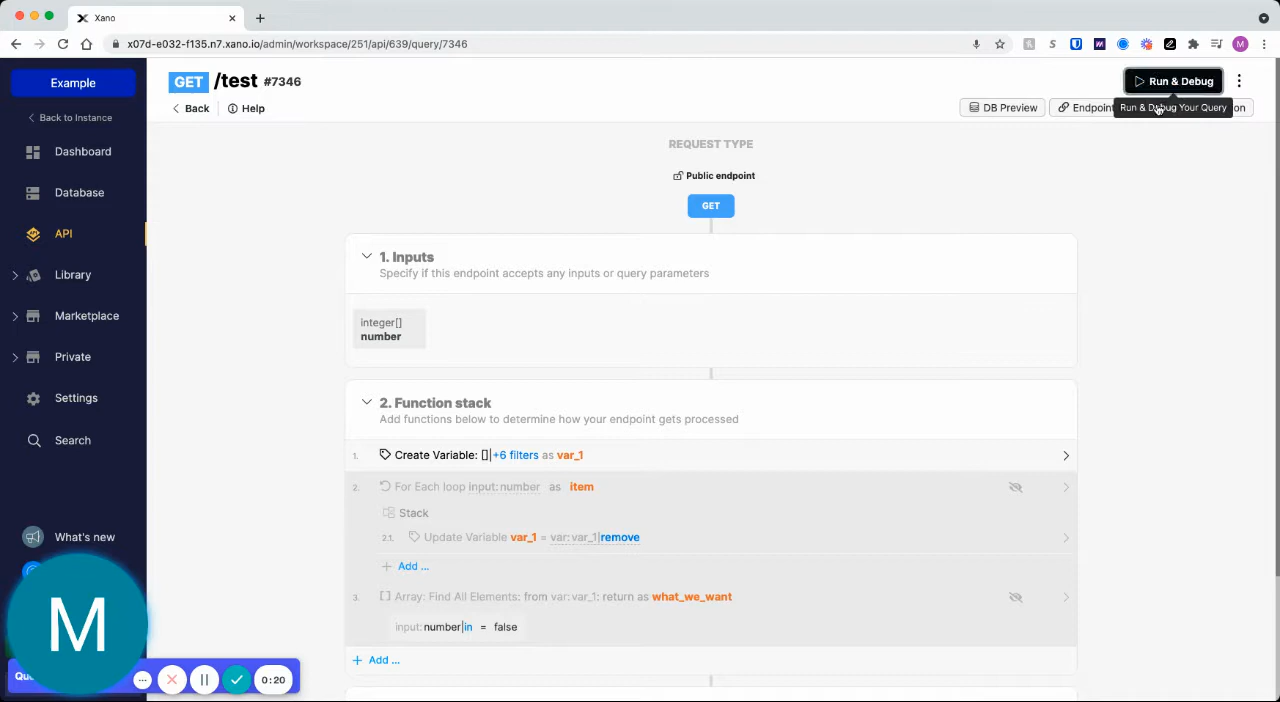 Xano
x07d-e032-f135.n7.xano.io/admin/workspace/251/api/639/query/7346
M
Example
Back to Instance
Dashboard
Database
API
Library
Marketplace
Private
Settings
Search
What's new
GET /test #7346
Back
Help
Run & Debug
DB Preview
Endpoint
Run & Debug Your Query
on
REQUEST TYPE
Public endpoint
GET
1. Inputs
Specify if this endpoint accepts any inputs or query parameters
integer[]
number
2. Function stack
Add functions below to determine how your endpoint gets processed
1. Create Variable: []|+6 filters as var_1
2. For Each loop input:number as item
Stack
2.1. Update Variable var_1 = var:var_1|remove
+ Add ...
3. [] Array: Find All Elements: from var:var_1: return as what_we_want
input:number|in = false
+ Add ...
M
0:20